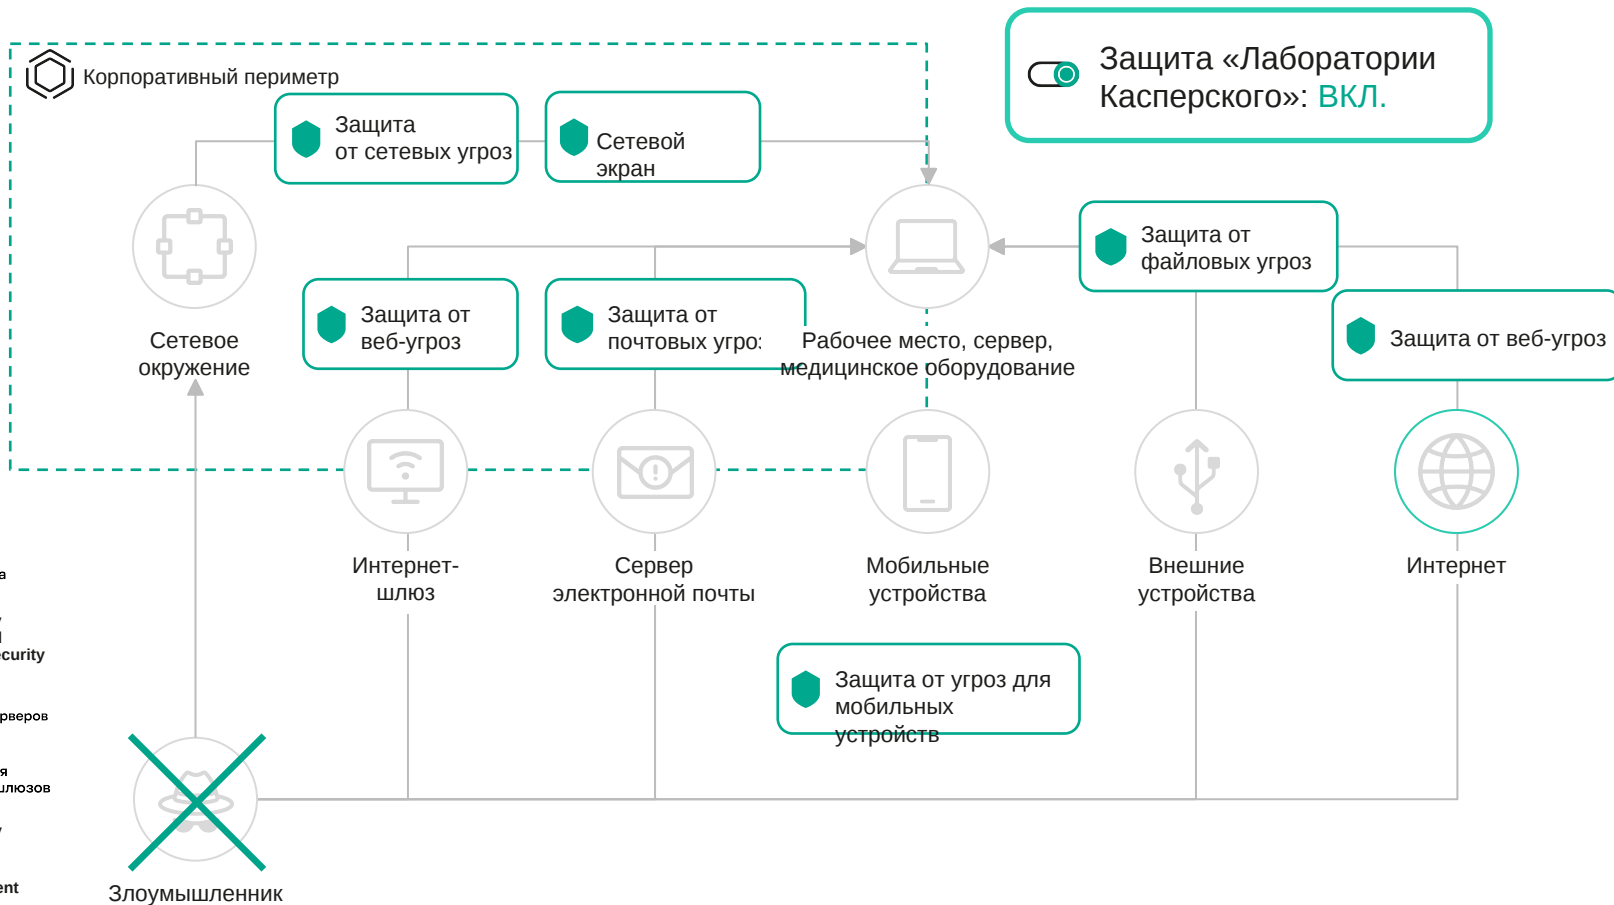 Корпоративный периметр
Защита «Лаборатории
Касперского»: ВКЛ.
Защита
от сетевых угроз
Сетевой
экран
Защита от
файловых угроз
Защита от
веб-угроз
Защита от
почтовых
Защита от веб-угроз
Сетевое
окружение
Рабочее место, сервер,
медицинское оборудование
Интернет-
шлюз
Сервер
электронной почты
Мобильные
устройства
Внешние
устройства
Интернет
Защита от угроз для
мобильных
устройств
Злоумышленник